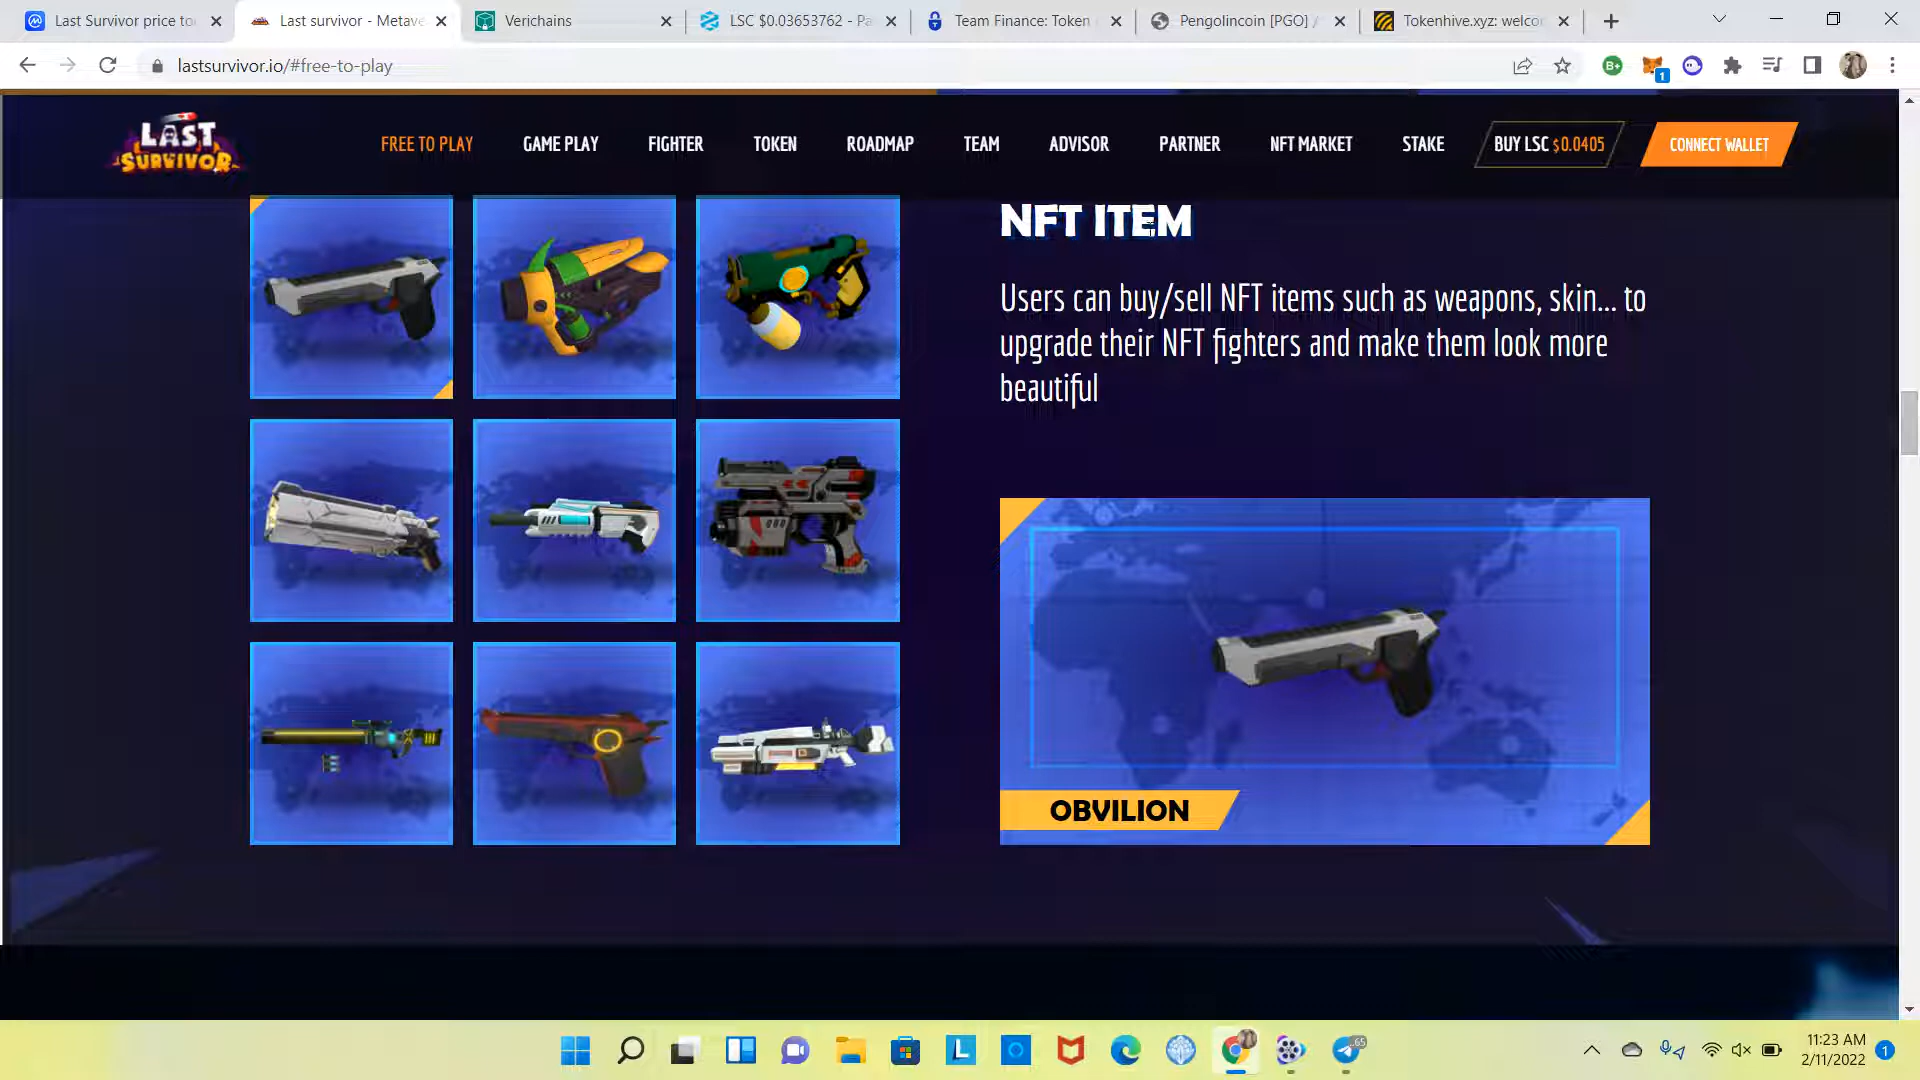 Last Survivor price to
Last survivor - Metave
Verichains
LSC $0.03653762 - Pa
Team Finance: Token
Pengolincoin [PGO] /
Tokenhive.xyz: welco
lastsurvivor.io/#free-to-play
B+
1
LAST
SURVIVOR
FREE TO PLAY
GAME PLAY
FIGHTER
TOKEN
ROADMAP
TEAM
ADVISOR
PARTNER
NFT MARKET
STAKE
BUY LSC $0.0405
CONNECT WALLET
NFT ITEM
Users can buy/sell NFT items such as weapons, skin... to
upgrade their NFT fighters and make them look more
beautiful
OBVILION
L
65
11:23 AM
2/11/2022
1